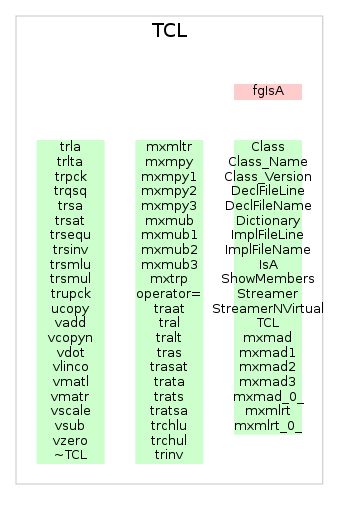 TCL
fgIsA
trla
trlta
trpck
trqsq
trsa
trsat
trsequ
trsinv
trsmlu
trsmul
trupck
ucopy
vadd
vcopyn
vdot
vlinco
vmatl
vmatr
vscale
vsub
vzero
~TCL
mxmltr
mxmpy
mxmpy1
mxmpy2
mxmpy3
mxmub
mxmub1
mxmub2
mxmub3
mxtrp
operator=
traat
tral
tralt
tras
trasat
trata
trats
tratsa
trchlu
trchul
trinv
Class
Class_Name
Class_Version
DeclFileLine
DeclFileName
Dictionary
ImplFileLine
ImplFileName
IsA
ShowMembers
Streamer
StreamerNVirtual
TCL
mxmad
mxmad1
mxmad2
mxmad3
mxmad_0_
mxmlrt
mxmlrt_0_